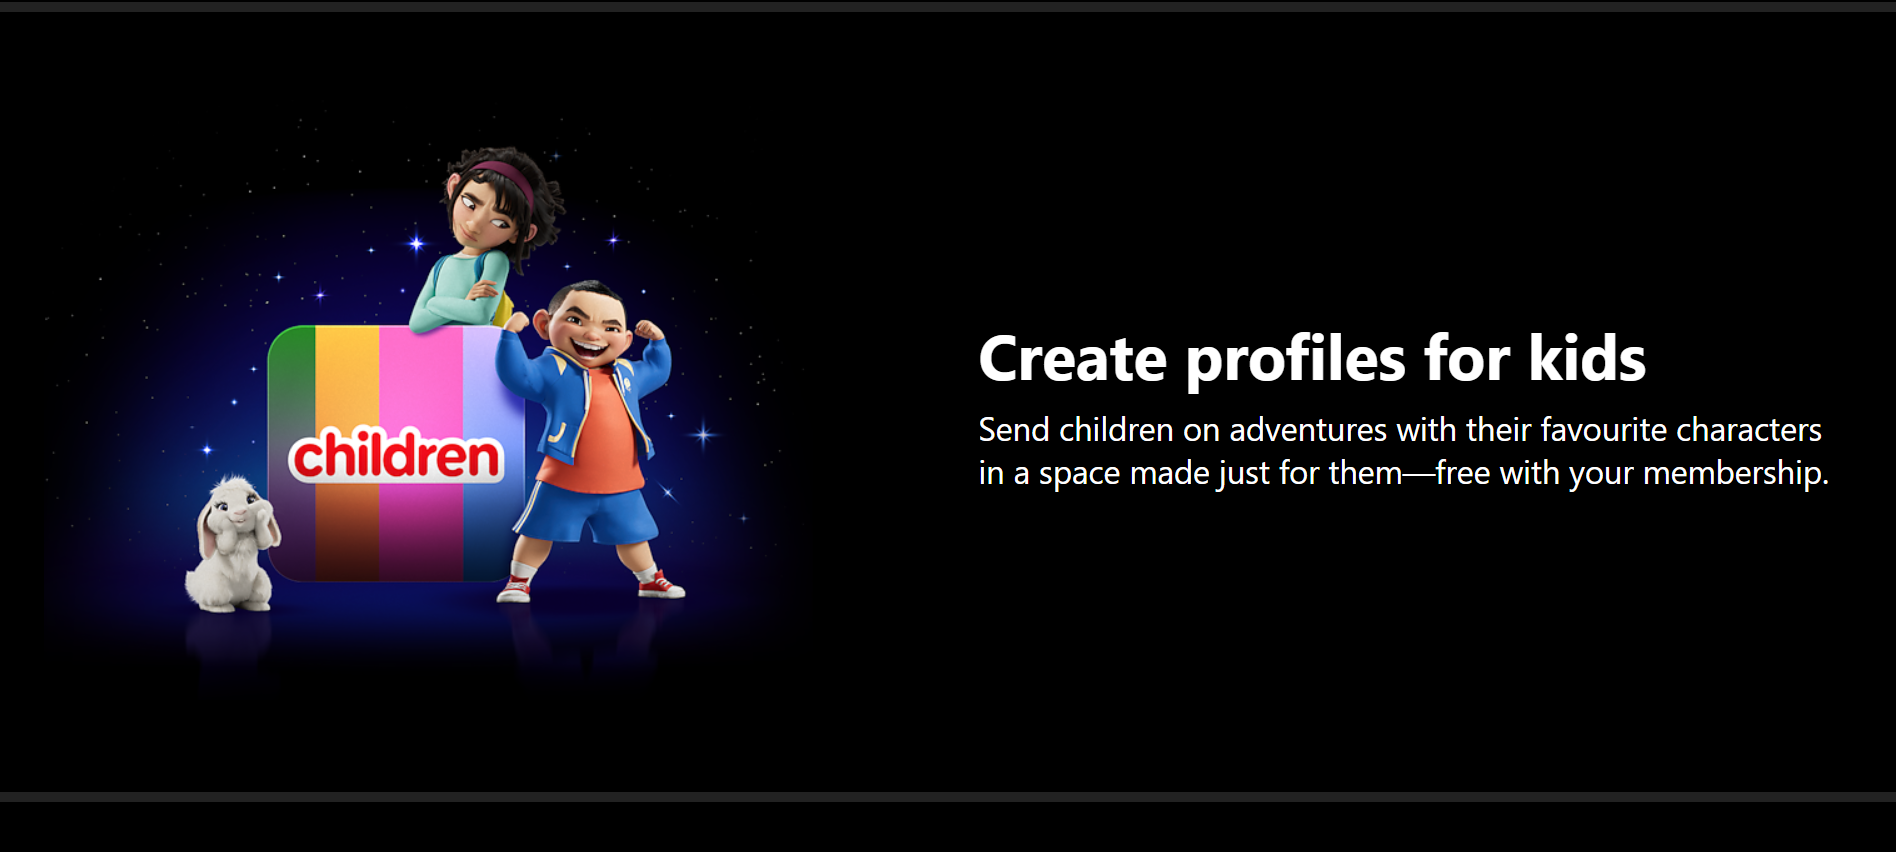 children
Create profiles for kids
Send children on adventures with their favourite characters
in a space made just for them—free with your membership.